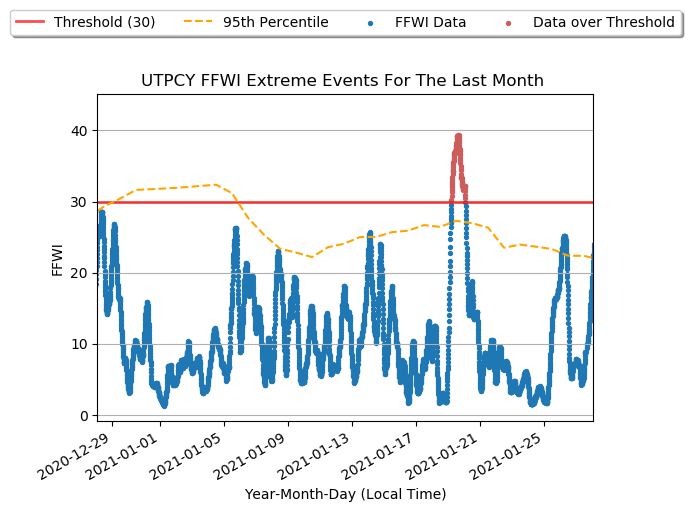 Threshold (30) 95th Percentile FFWI Data Data over Threshold
UTPCY FFWI Extreme Events For The Last Month
40
30
20
10
0
FFWI
2020-12-29 2021-01-01 2021-01-05 2021-01-09 2021-01-13 2021-01-17 2021-01-21 2021-01-25
Year-Month-Day (Local Time)